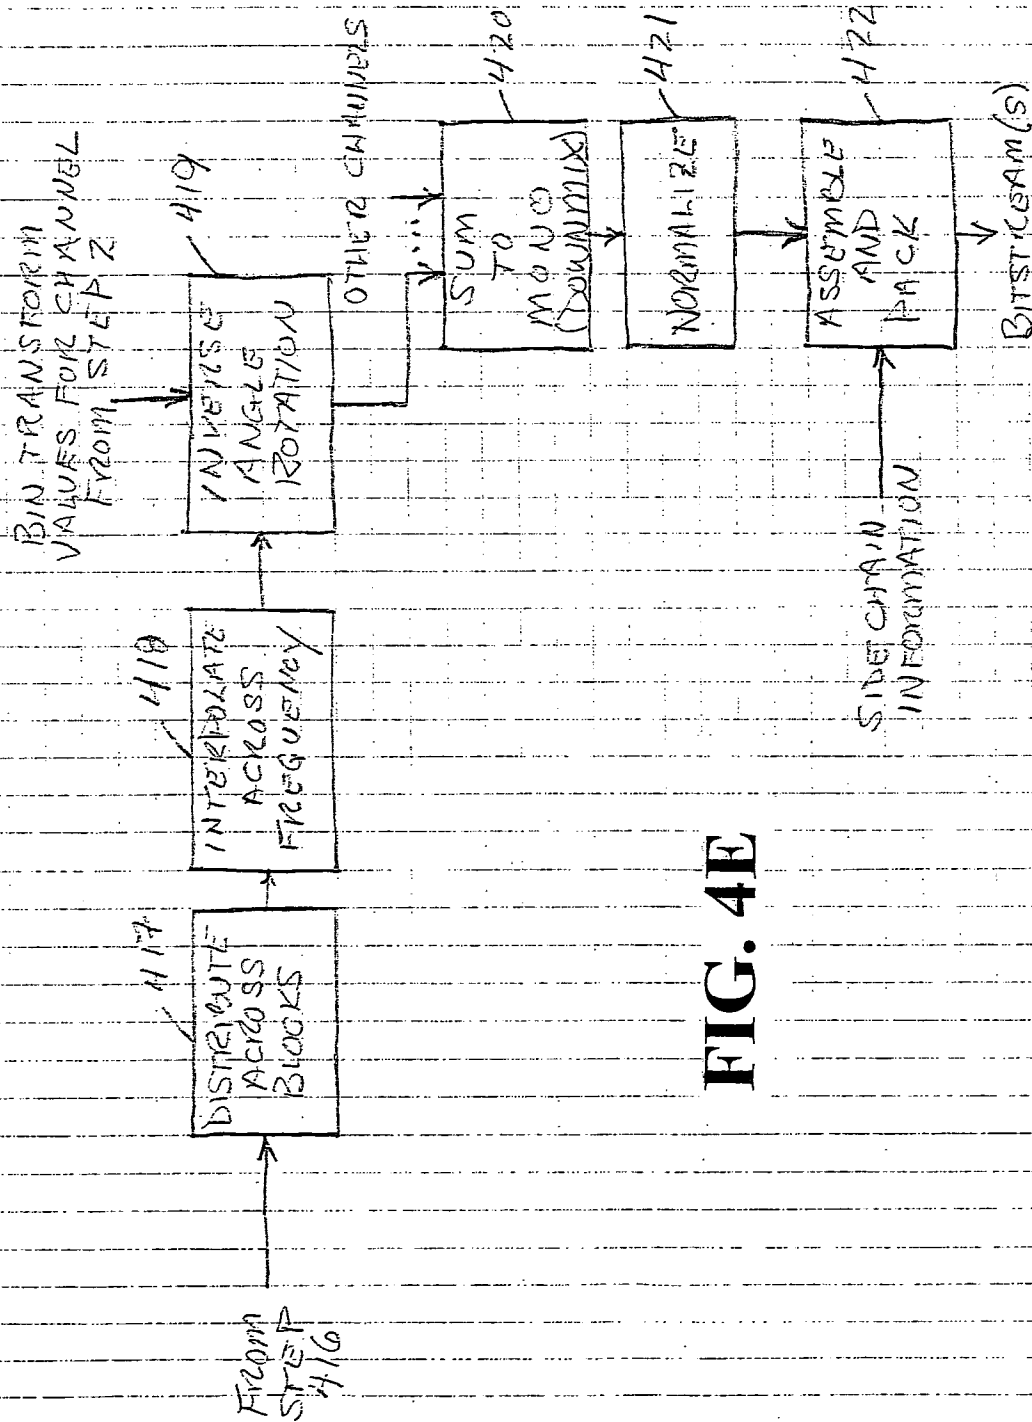 FROM
STEP
416
417
DISTRIBUTE
ACROSS
BLOCKS
418
INTERPOLATE
ACROSS
FREQUENCY
BIN TRANSFORM
VALUES FOR CHANNEL
FROM STEP 2
419
INVERSE
ANGLE
ROTATION
OTHER CHANNELS
420
SUM
TO
MONO
(DOWNMIX)
421
NORMALIZE
422
ASSEMBLE
AND
PACK
SIDE CHAIN
INFORMATION
BITSTREAM(S)
FIG. 4E